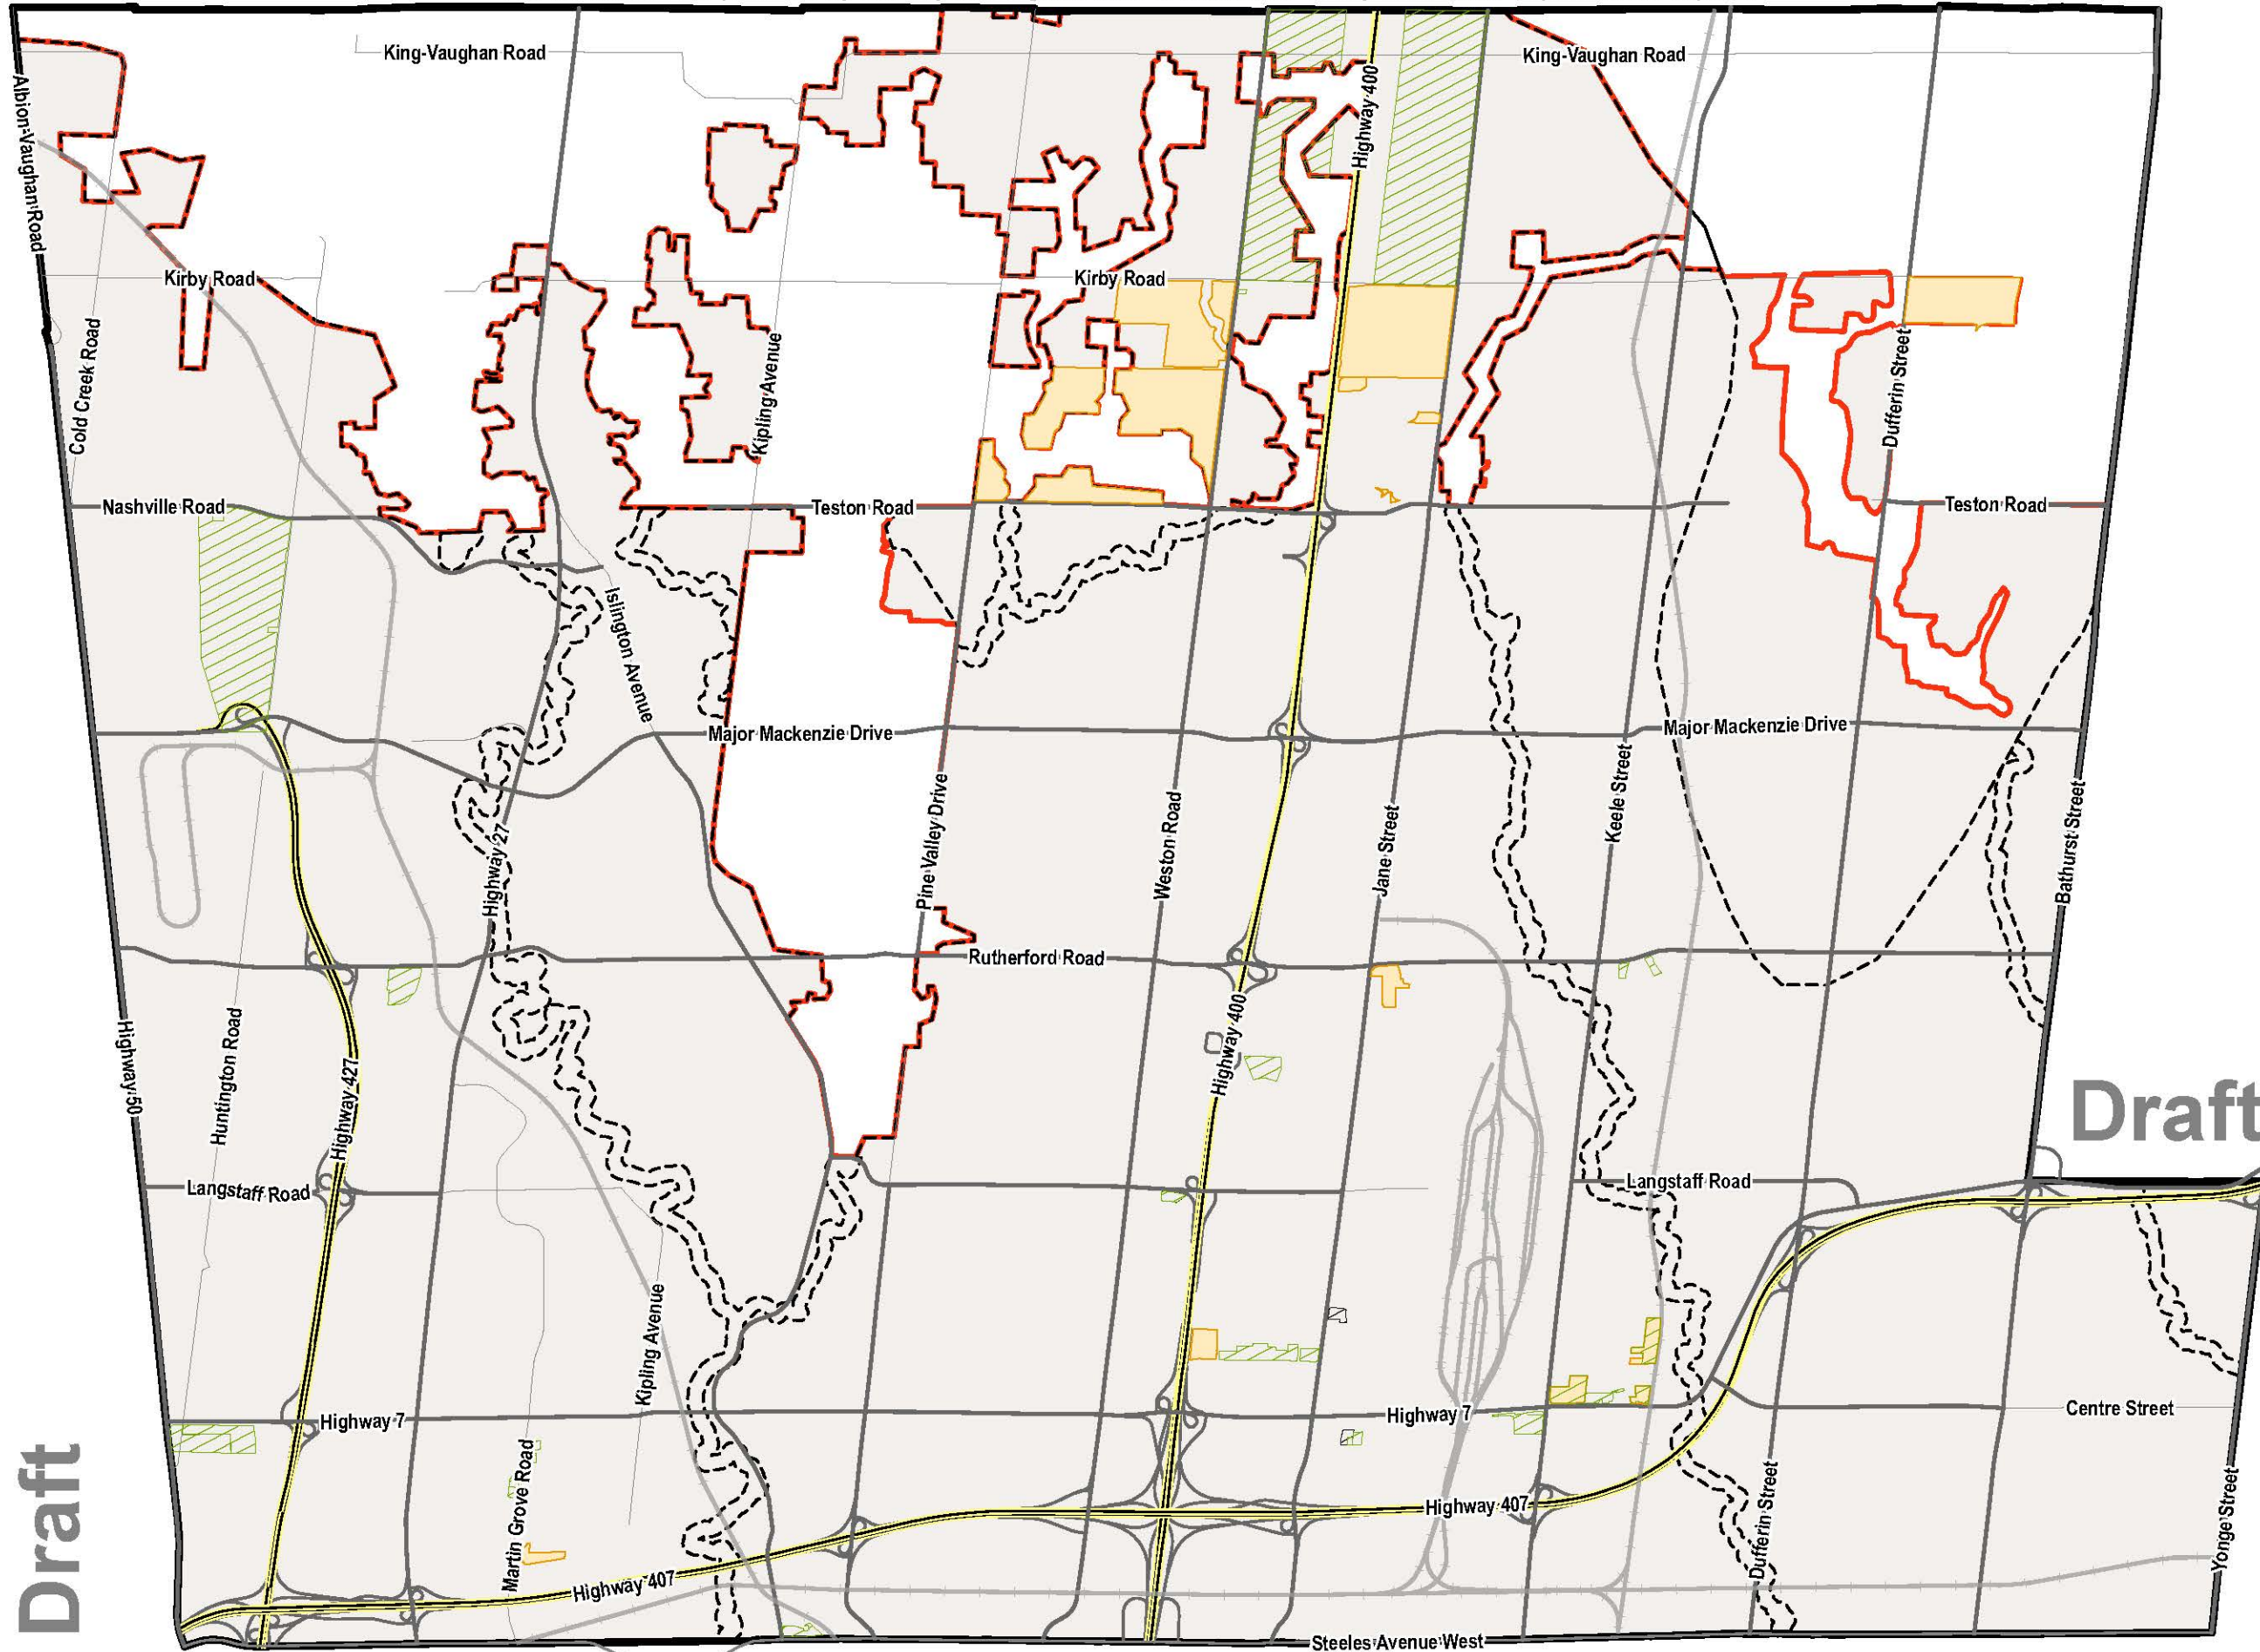 King-Vaughan Road
King-Vaughan Road
Albion-Vaughan Road
Highway 400
Kirby Road
Kirby Road
Cold Creek Road
Kipling Avenue
Dufferin Street
Nashville Road
Teston Road
Teston Road
Islington Avenue
Major Mackenzie Drive
Major Mackenzie Drive
Highway 27
Pine Valley Drive
Weston Road
Jane Street
Keele Street
Bathurst Street
Rutherford Road
Highway 50
Huntington Road
Highway 427
Highway 400
Draft
Langstaff Road
Langstaff Road
Kipling Avenue
Highway 7
Highway 7
Centre Street
Draft
Martin Grove Road
Highway 407
Highway 407
Dufferin Street
Yonge Street
Steeles Avenue West